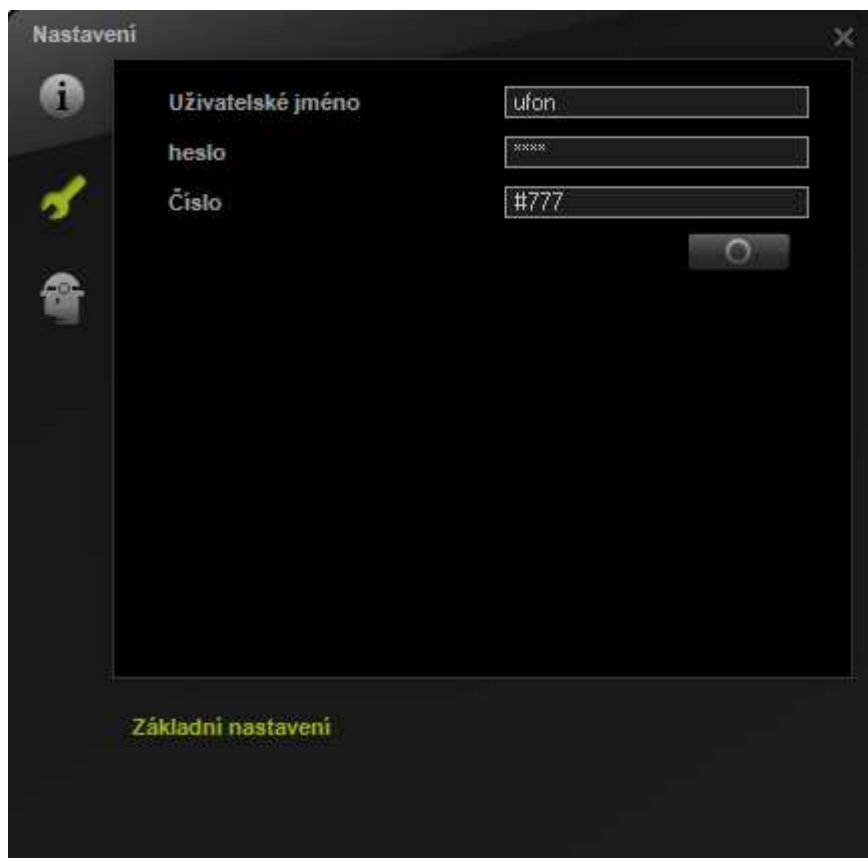 Nastavení
Uživatelské jméno
ufon
heslo
****
Číslo
#777
Základní nastavení